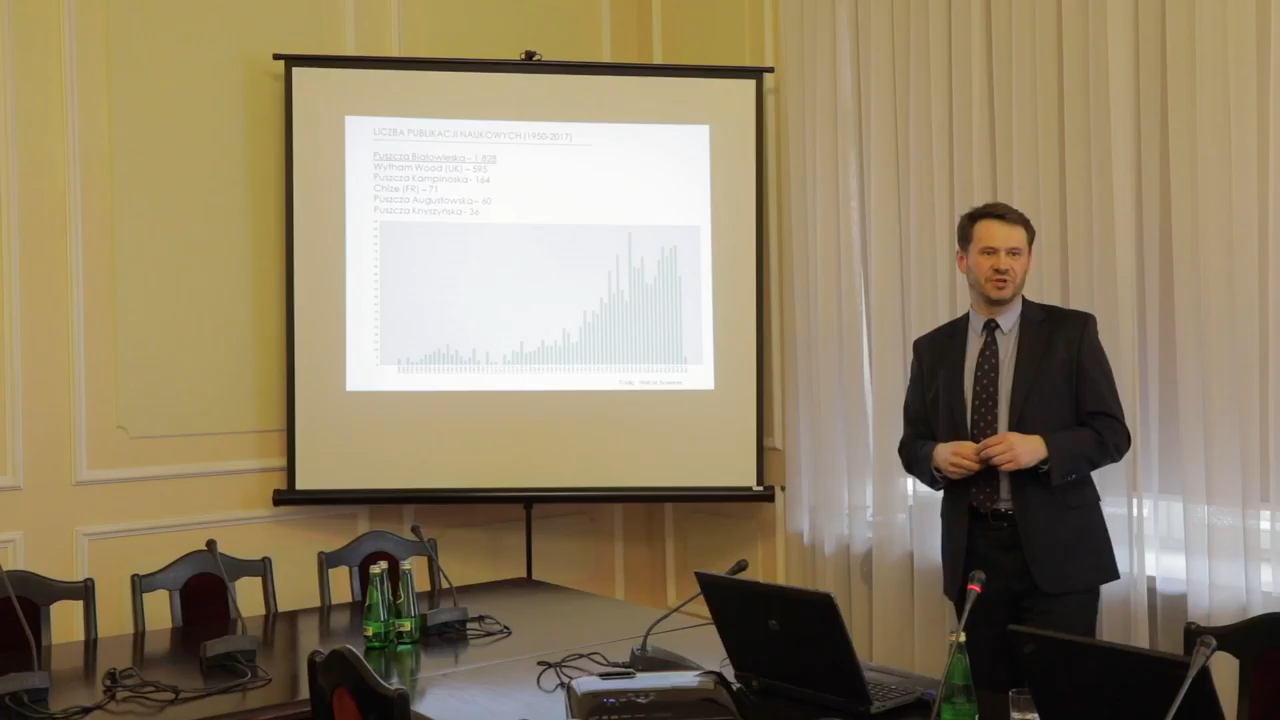 LICZBA PUBLIKACJI NAUKOWYCH (1950-2017)
Puszcza Białowieska – 1 828
Wytham Wood (UK) – 595
Puszcza Kampinoska- 164
Chize (FR) – 71
Puszcza Augustowska – 60
Puszcza Knyszyńska - 36